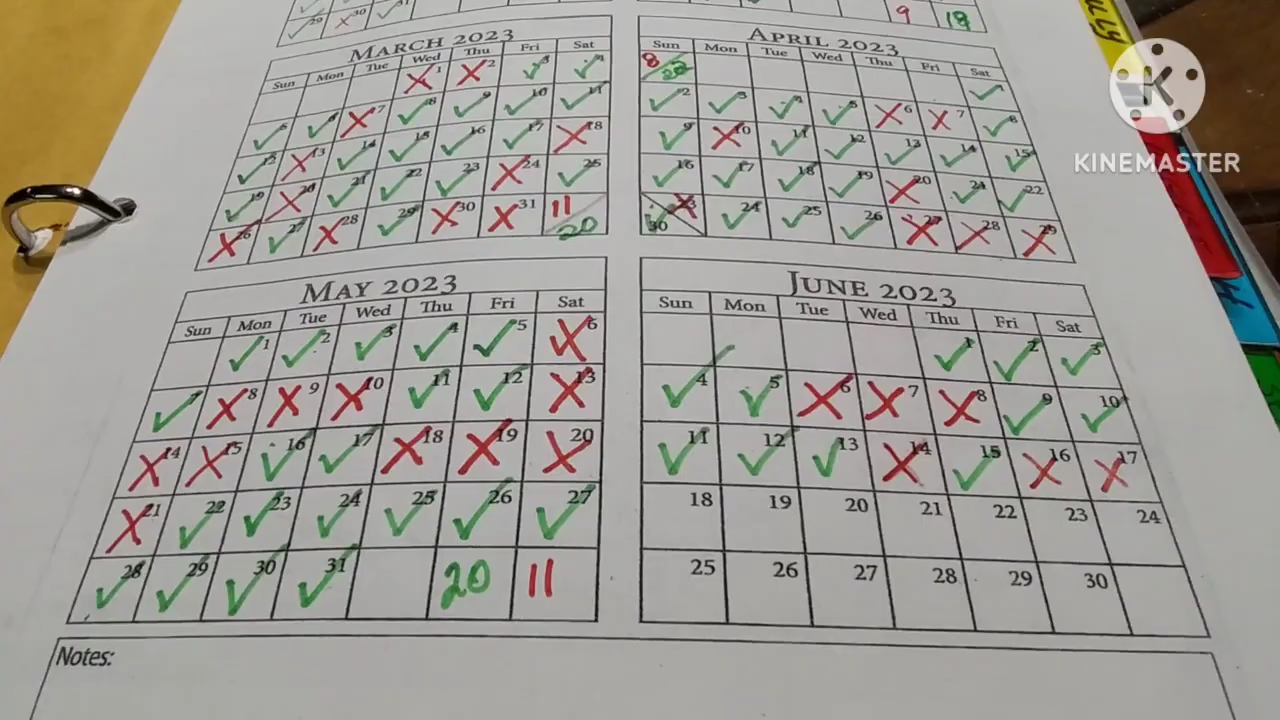 29 30 31
9 18
MARCH 2023
Sun Mon Tue Wed Thu Fri Sat
1 2 3 4
5 6 7 8 9 10 11
12 13 14 15 16 17 18
19 20 21 22 23 24 25
26 27 28 29 30 31 11
20
APRIL 2023
Sun Mon Tue Wed Thu Fri Sat
8 22 1
2 3 4 5 6 7 8
9 10 11 12 13 14 15
16 17 18 19 20 21 22
23 24 25 26 27 28 29
30
MAY 2023
Sun Mon Tue Wed Thu Fri Sat
1 2 3 4 5 6
7 8 9 10 11 12 13
14 15 16 17 18 19 20
21 22 23 24 25 26 27
28 29 30 31 20 11
JUNE 2023
Sun Mon Tue Wed Thu Fri Sat
1 2 3
4 5 6 7 8 9 10
11 12 13 14 15 16 17
18 19 20 21 22 23 24
25 26 27 28 29 30
Notes:
K
KINEMASTER